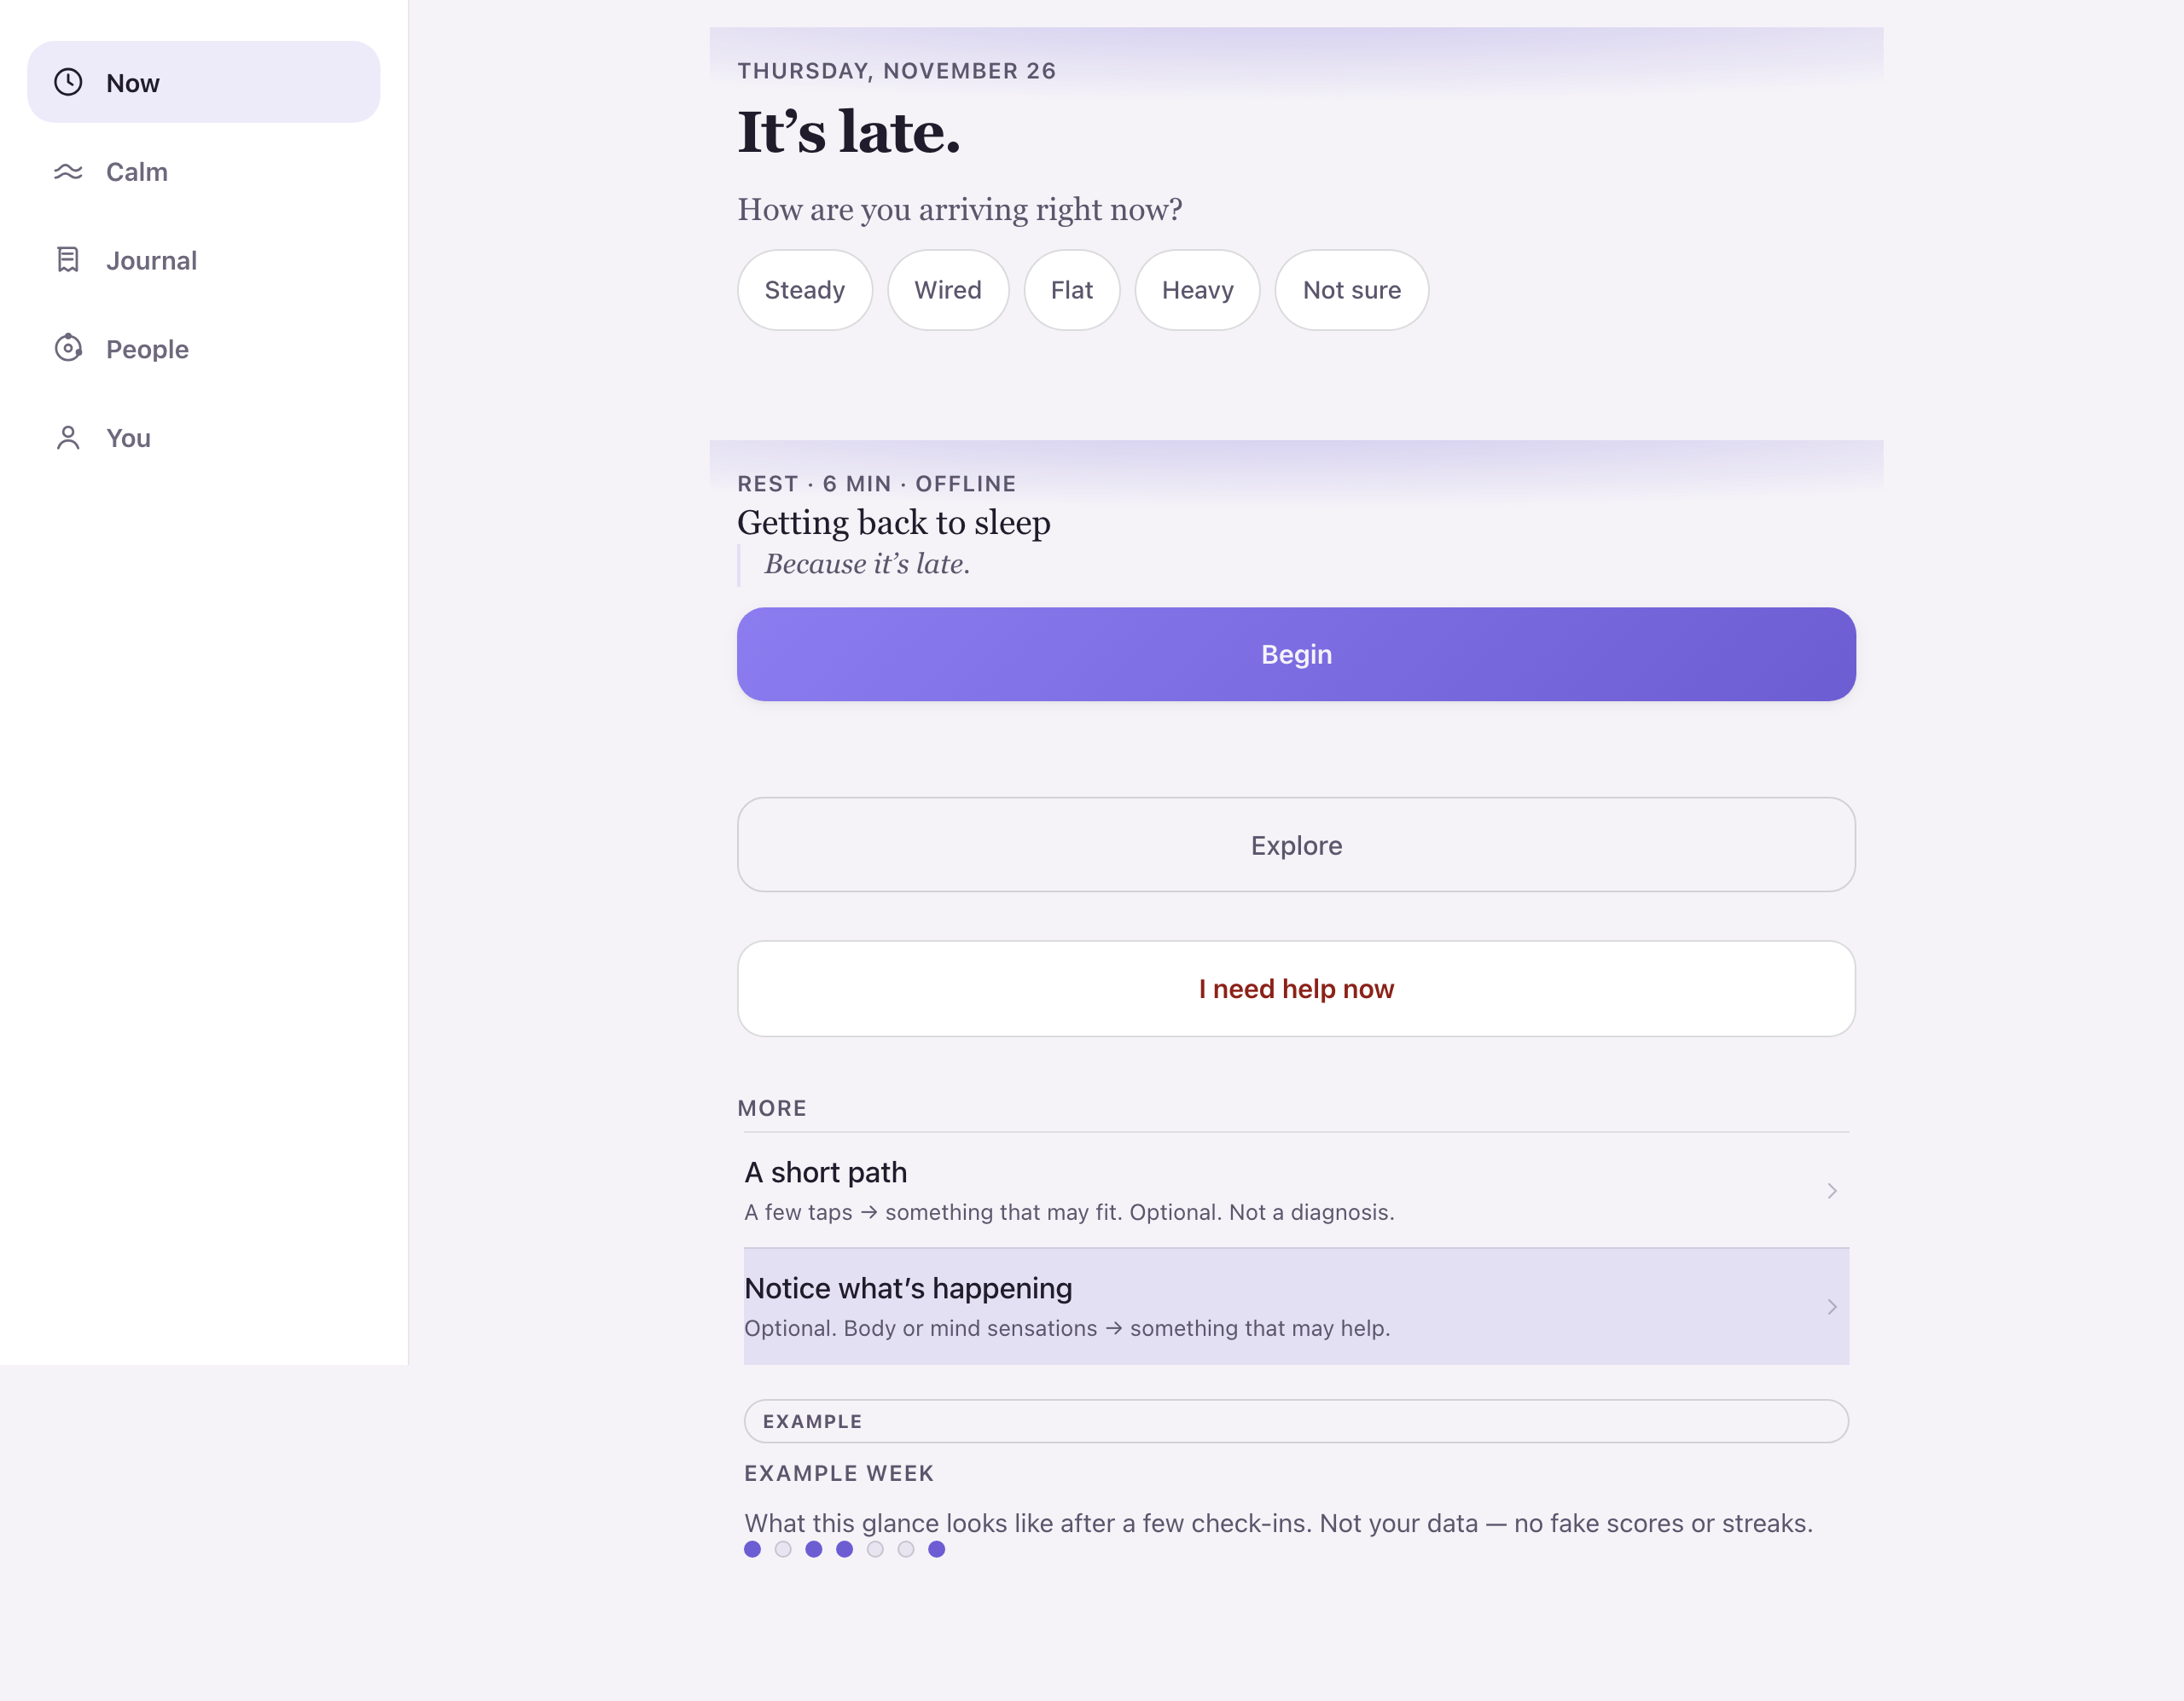 Now
Calm
Journal
People
You
THURSDAY, NOVEMBER 26
It’s late.
How are you arriving right now?
Steady
Wired
Flat
Heavy
Not sure
REST · 6 MIN · OFFLINE
Getting back to sleep
Because it’s late.
Begin
Explore
I need help now
MORE
A short path
A few taps → something that may fit. Optional. Not a diagnosis.
Notice what’s happening
Optional. Body or mind sensations → something that may help.
EXAMPLE
EXAMPLE WEEK
What this glance looks like after a few check-ins. Not your data — no fake scores or streaks.